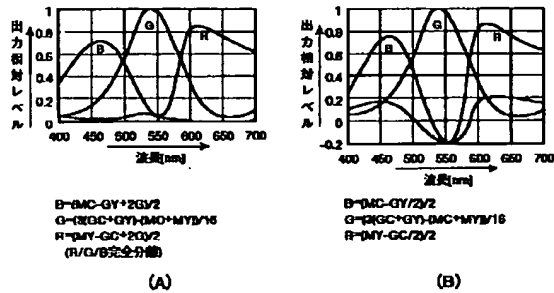 出力相対レベル
1
0.8
0.6
0.4
0.2
0
B
G
R
400 450 500 550 600 650 700
波長[nm]
B=(MC-GY+2G)/2
G=(3(GC+GY)-(MC+MY))/16
R=(MY-GC+2G)/2
(R/G/B完全分離)
(A)
出力相対レベル
1
0.8
0.6
0.4
0.2
0
-0.2
B
G
R
400 450 500 550 600 650 700
波長[nm]
B=(MC-GY/2)/2
G=(3(GC+GY)-(MC+MY))/16
R=(MY-GC/2)/2
(B)